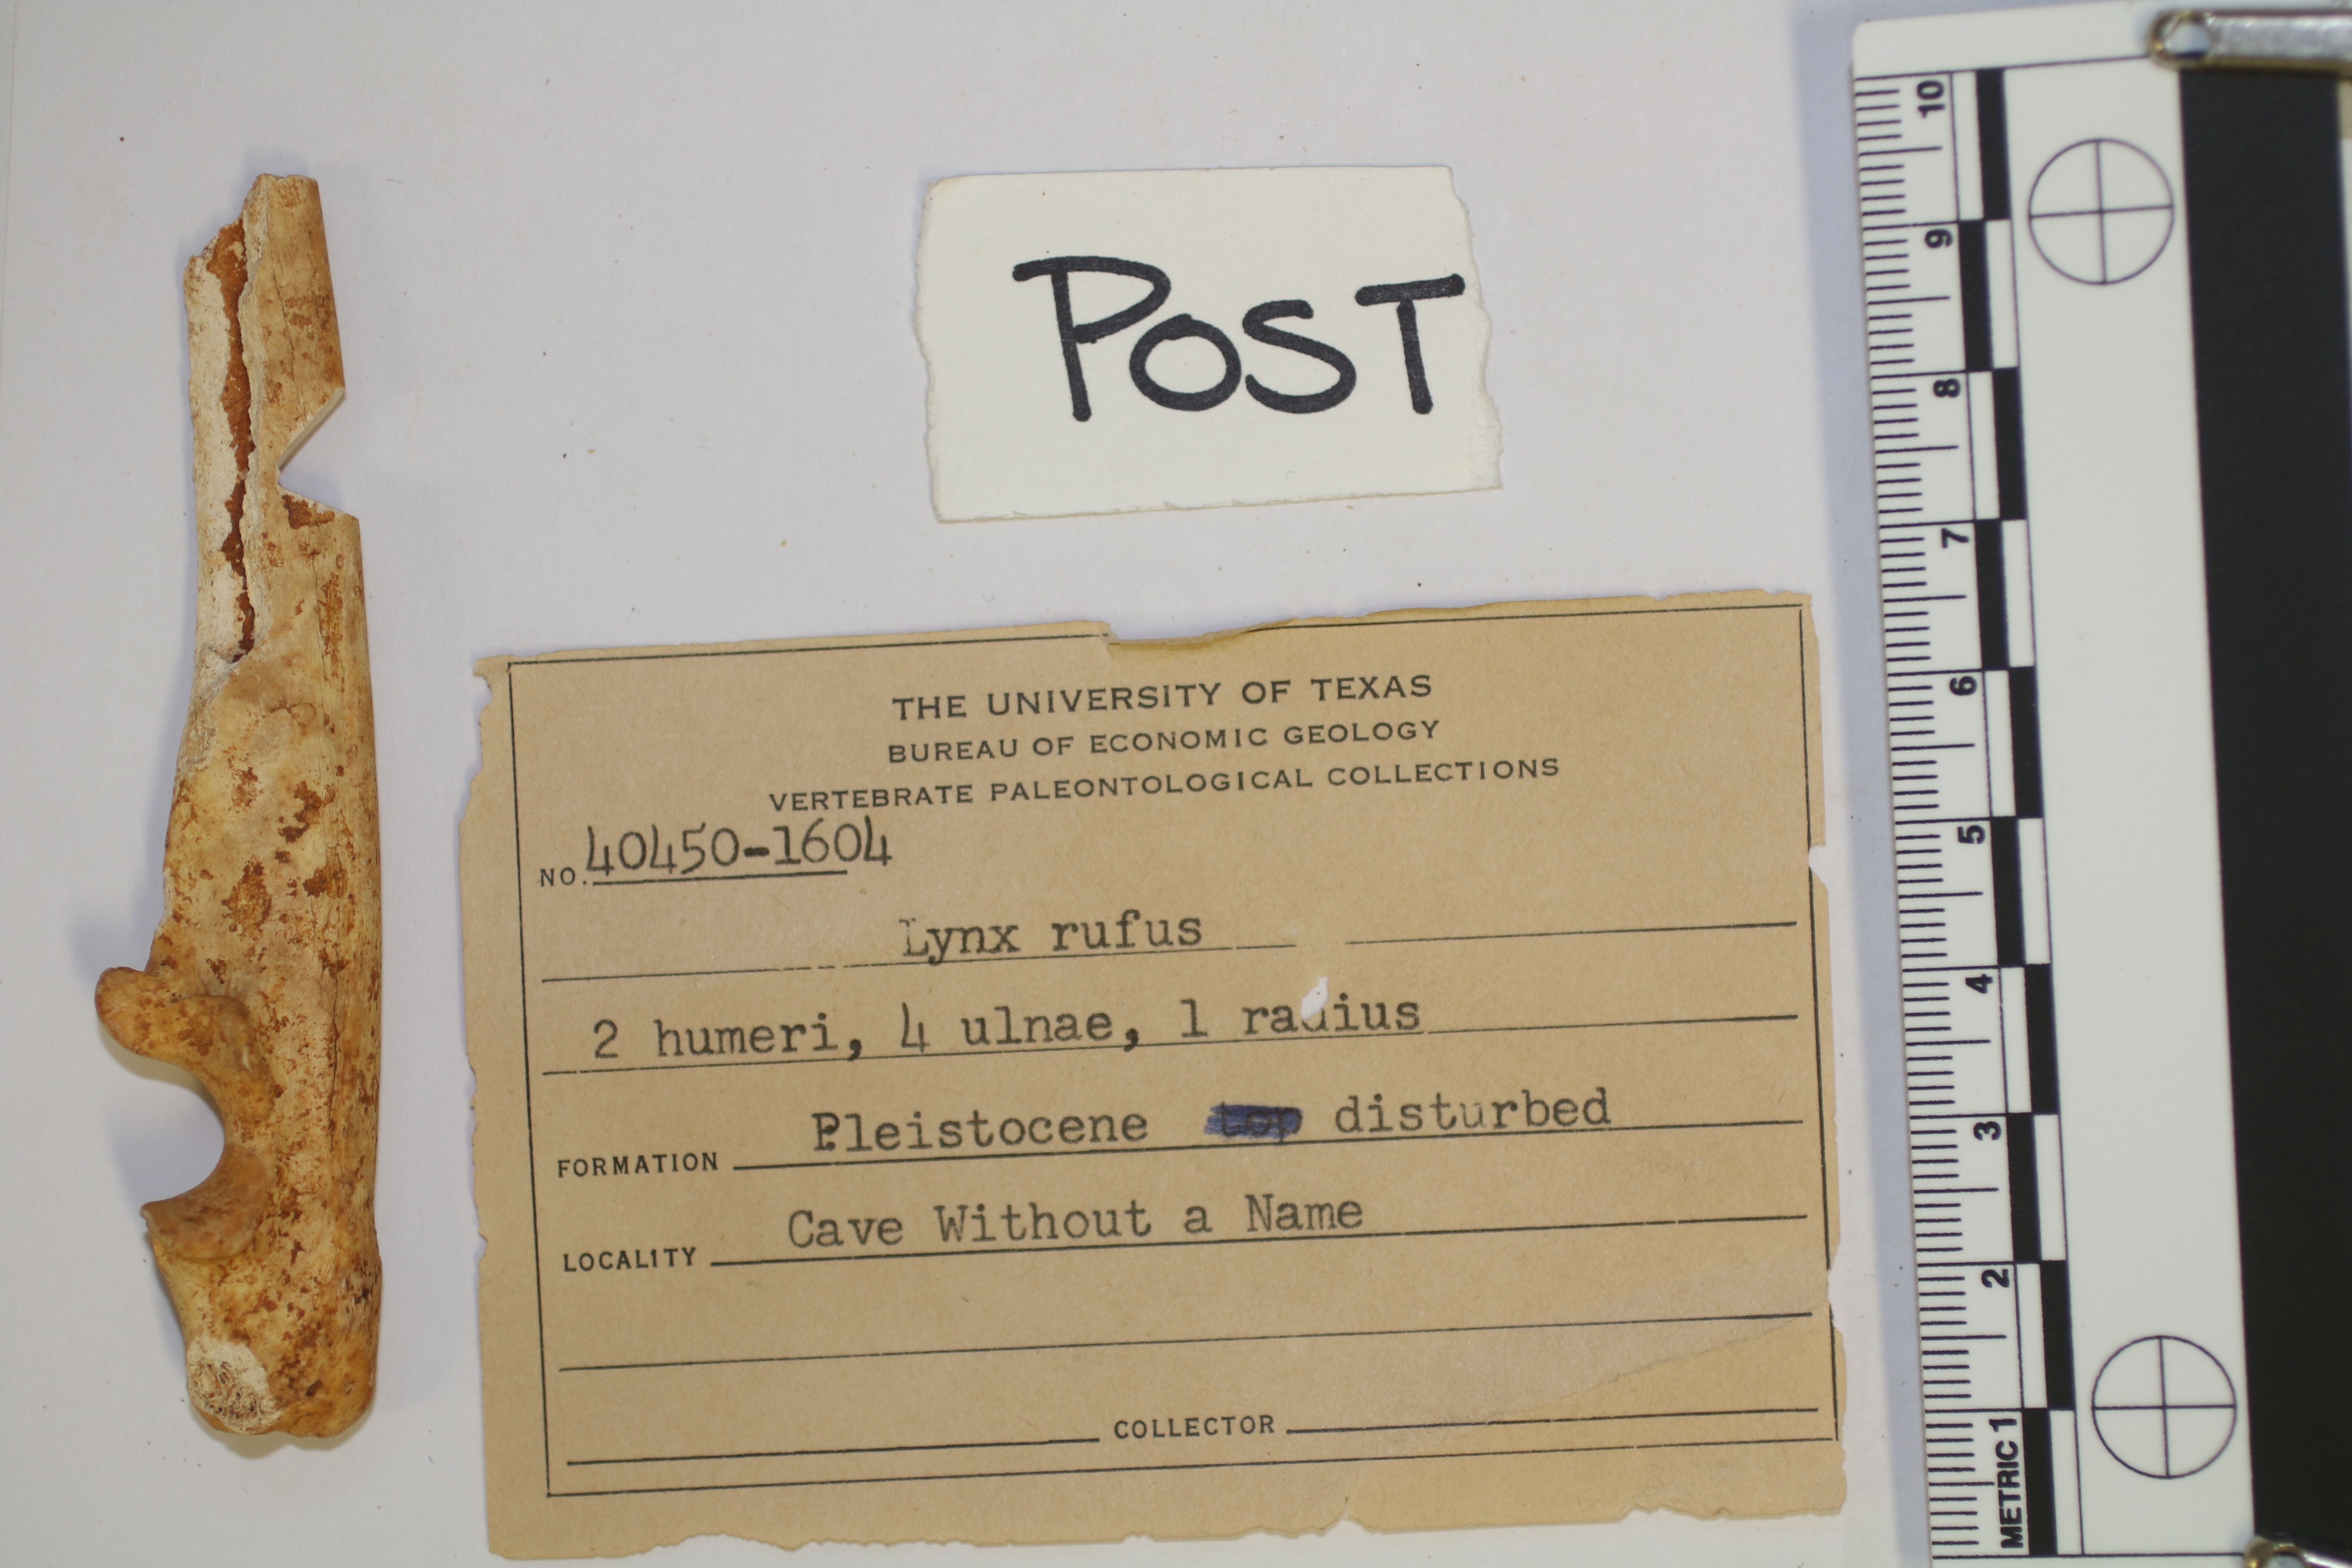 THE UNIVERSITY OF TEXAS
BUREAU OF ECONOMIC GEOLOGY
VERTEBRATE PALEONTOLOGICAL COLLECTIONS
NO. 40450-1604
Lynx rufus
2 humeri, 4 ulnae, 1 radius
FORMATION Pleistocene top disturbed
LOCALITY Cave Without a Name
COLLECTOR
POST
METRIC 1 2 3 4 5 6 7 8 9 10